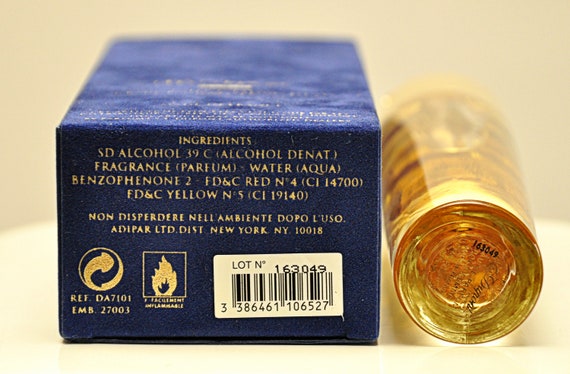 INGREDIENTS
SD ALCOHOL 39 C (ALCOHOL DENAT.)
FRAGRANCE (PARFUM) - WATER (AQUA)
BENZOPHENONE 2 - FD&C RED N°4 (CI 14700)
FD&C YELLOW N°5 (CI 19140)
NON DISPERDERE NELL'AMBIENTE DOPO L'USO.
ADIPAR LTD. DIST NEW YORK, NY. 10018
REF. DA7101
EMB. 27003
F. FACILEMENT
INFLAMMABLE
LOT N° 163049
3 386461 106527
163049